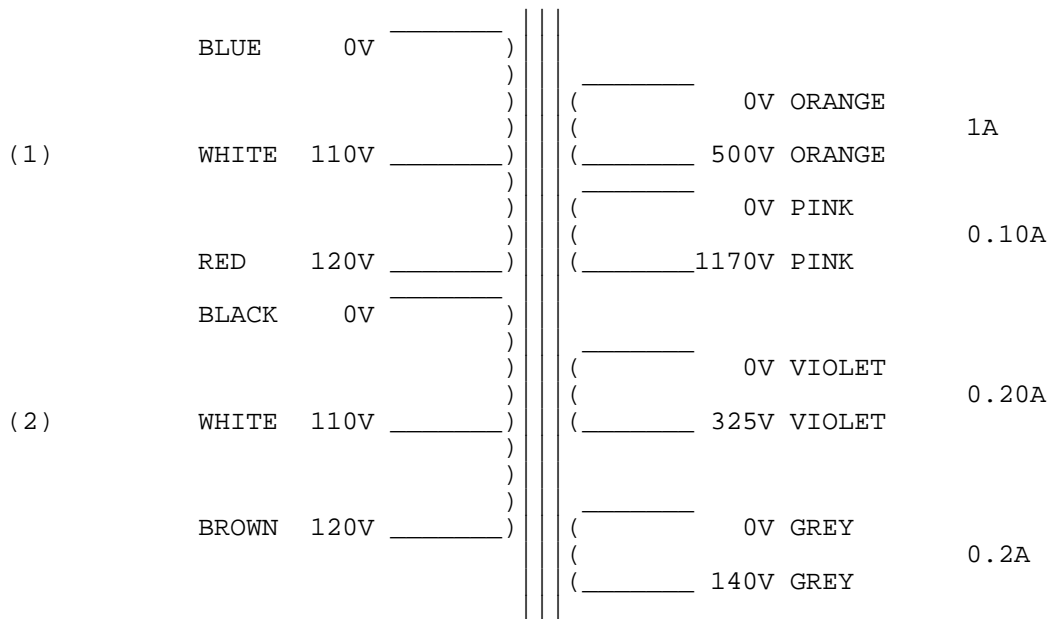 BLUE 0V
0V ORANGE
1A
(1) WHITE 110V 500V ORANGE
0V PINK
0.10A
RED 120V 1170V PINK
BLACK 0V
0V VIOLET
0.20A
(2) WHITE 110V 325V VIOLET
BROWN 120V 0V GREY
0.2A
140V GREY